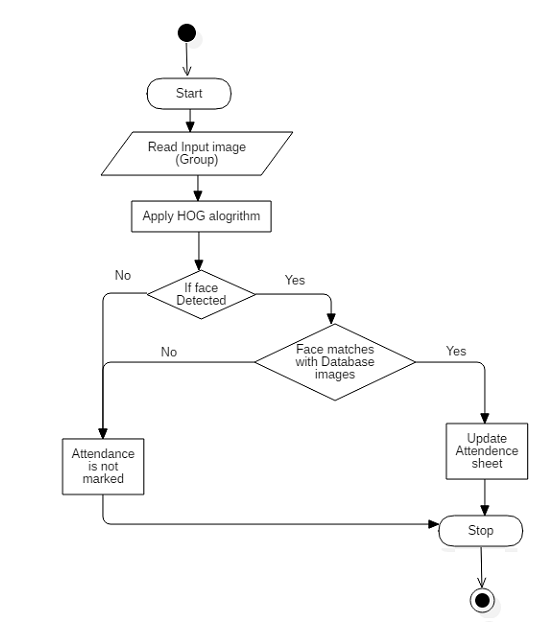 Start
Read Input image
(Group)
Apply HOG alogrithm
No
If face
Detected
Yes
No
Face matches
with Database
images
Yes
Attendance
is not
marked
Update
Attendence
sheet
Stop